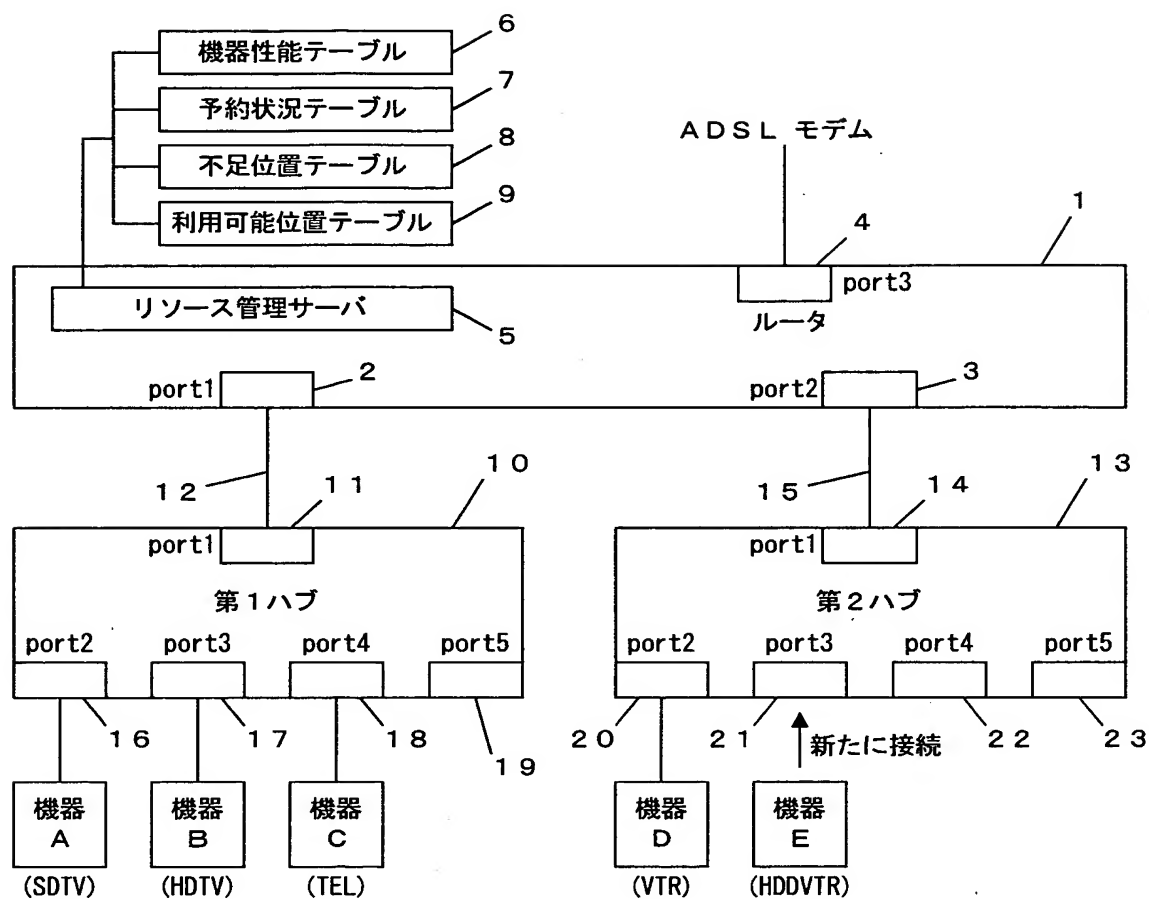 機器性能テーブル
6
予約状況テーブル
7
不足位置テーブル
8
利用可能位置テーブル
9
ADSL モデム
1
4
port3
ルータ
リソース管理サーバ
5
port1
2
port2
3
12
11
10
15
14
13
port1
port1
第1ハブ
第2ハブ
port2
port3
port4
port5
port2
port3
port4
port5
16
17
18
19
20
21
新たに接続
22
23
機器
A
機器
B
機器
C
機器
D
機器
E
(SDTV)
(HDTV)
(TEL)
(VTR)
(HDDVTR)